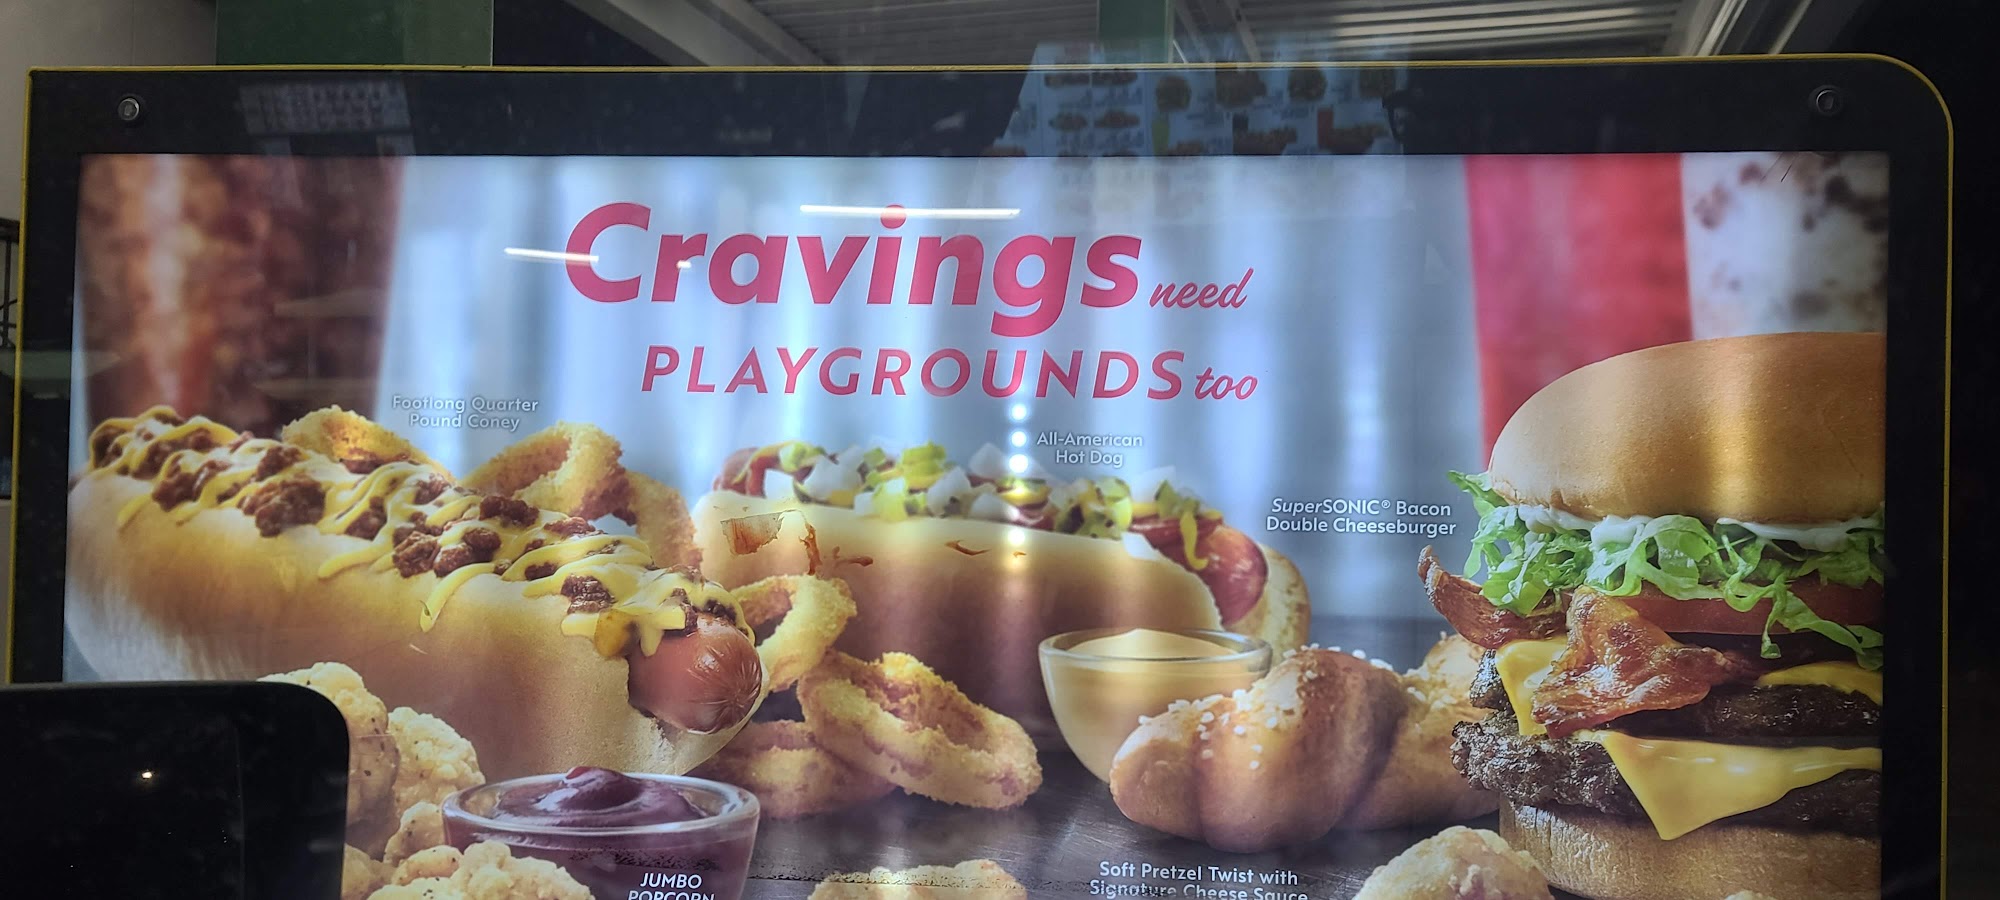 Cravings need
PLAYGROUNDS too
Footlong Quarter
Pound Coney
All-American
Hot Dog
SuperSONIC® Bacon
Double Cheeseburger
JUMBO
POPCORN
Soft Pretzel Twist with
Signature Cheese Sauce